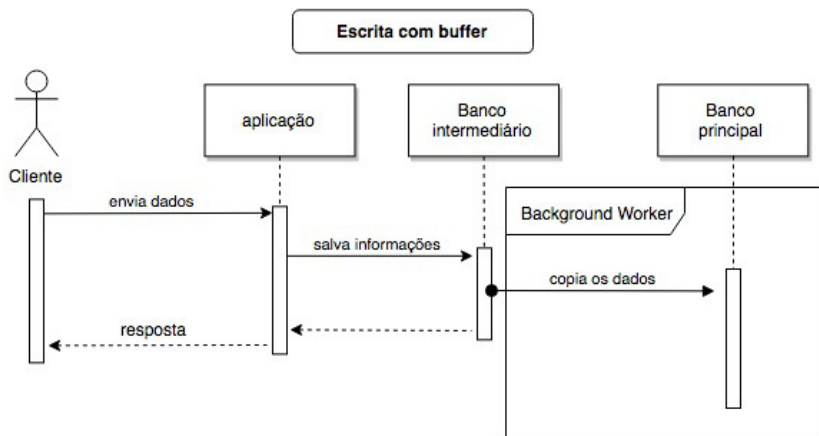 Escrita com buffer
aplicação
Banco
intermediário
Banco
principal
Cliente
envia dados
Background Worker
salva informações
copia os dados
resposta